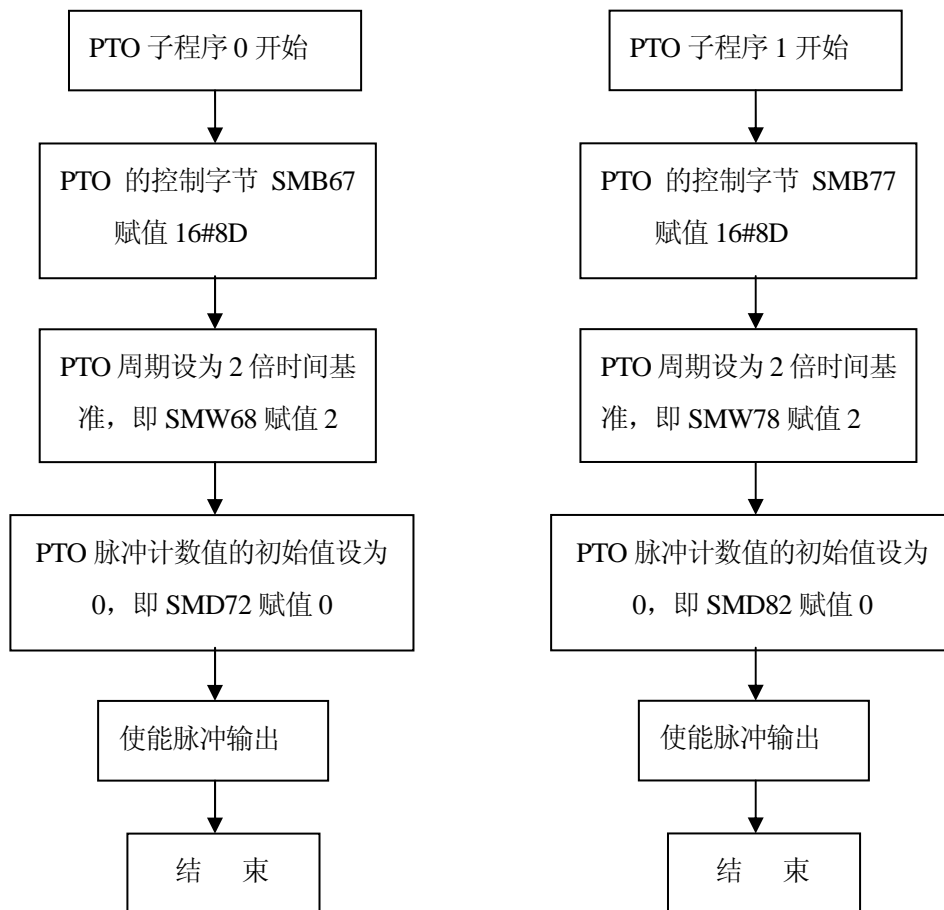 PTO 子程序 0 开始
PTO 的控制字节 SMB67
赋值 16#8D
PTO 周期设为 2 倍时间基
准，即 SMW68 赋值 2
PTO 脉冲计数值的初始值设为
0，即 SMD72 赋值 0
使能脉冲输出
结 束
PTO 子程序 1 开始
PTO 的控制字节 SMB77
赋值 16#8D
PTO 周期设为 2 倍时间基
准，即 SMW78 赋值 2
PTO 脉冲计数值的初始值设为
0，即 SMD82 赋值 0
使能脉冲输出
结 束